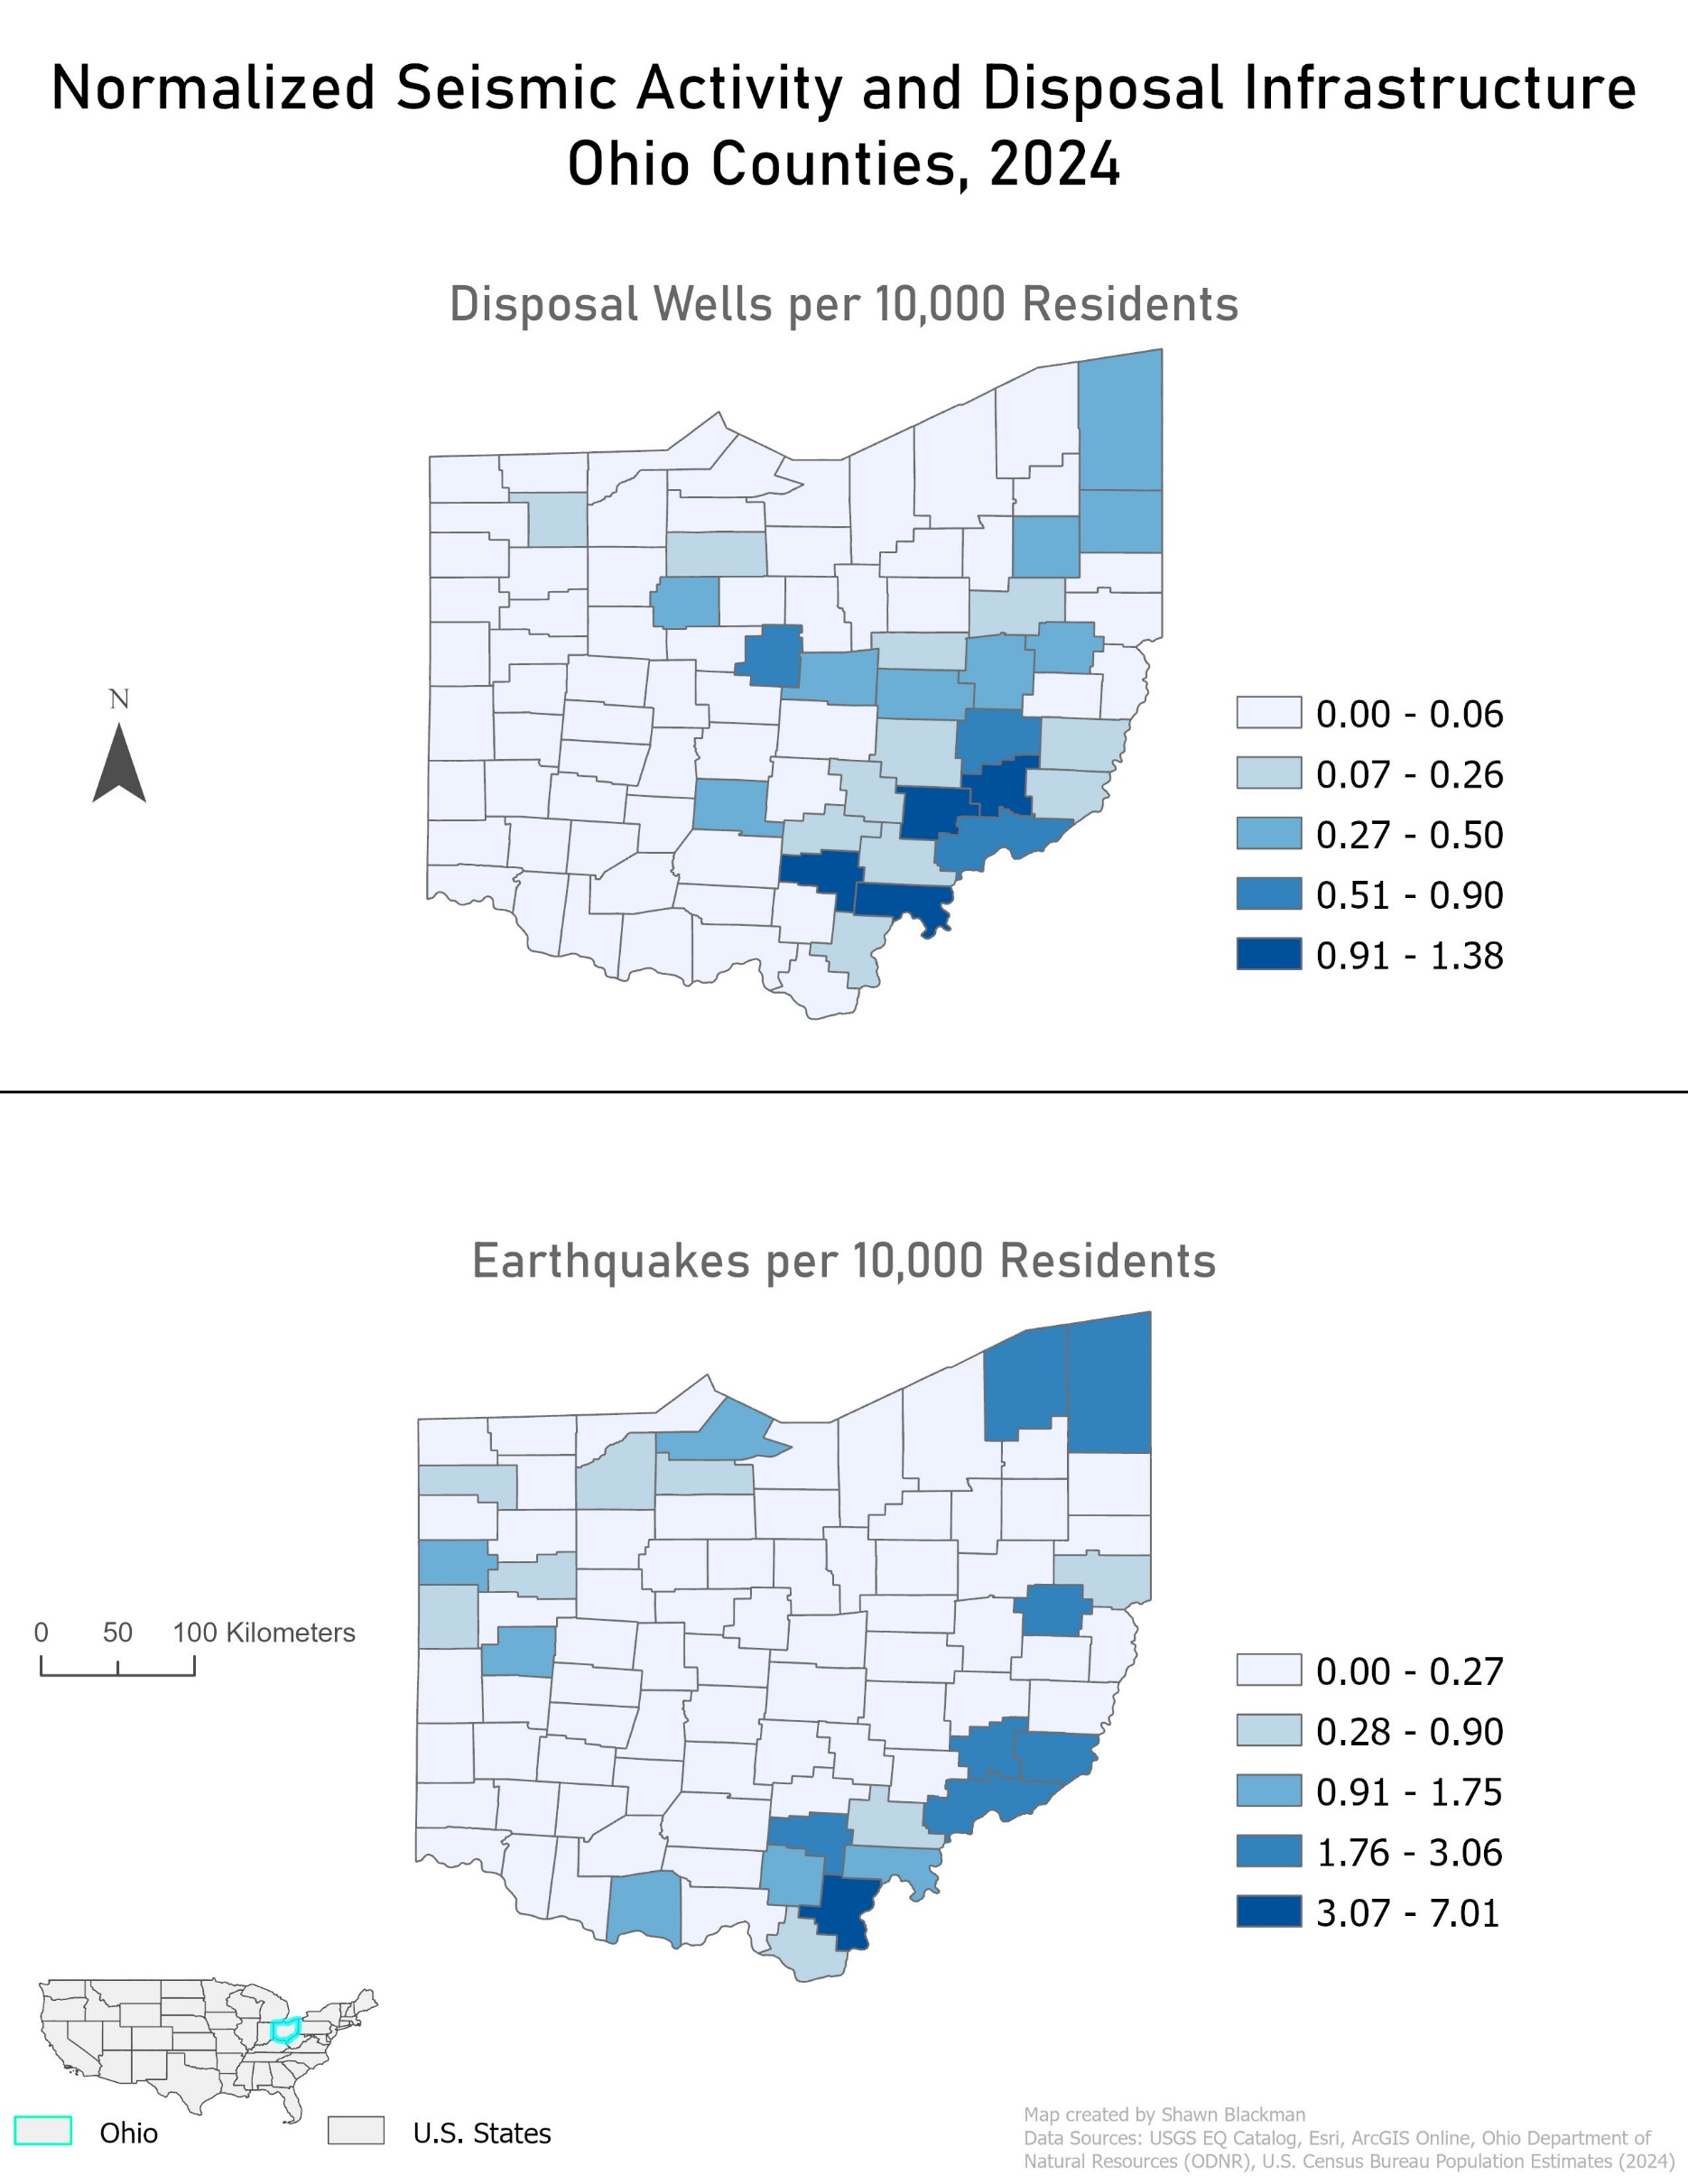 Normalized Seismic Activity and Disposal Infrastructure
Ohio Counties, 2024
Disposal Wells per 10,000 Residents
N
0.00 - 0.06
0.07 - 0.26
0.27 - 0.50
0.51 - 0.90
0.91 - 1.38
Earthquakes per 10,000 Residents
0 50 100 Kilometers
0.00 - 0.27
0.28 - 0.90
0.91 - 1.75
1.76 - 3.06
3.07 - 7.01
Ohio
U.S. States
Map created by Shawn Blackman
Data Sources: USGS EQ Catalog, Esri, ArcGIS Online, Ohio Department of
Natural Resources (ODNR), U.S. Census Bureau Population Estimates (2024)